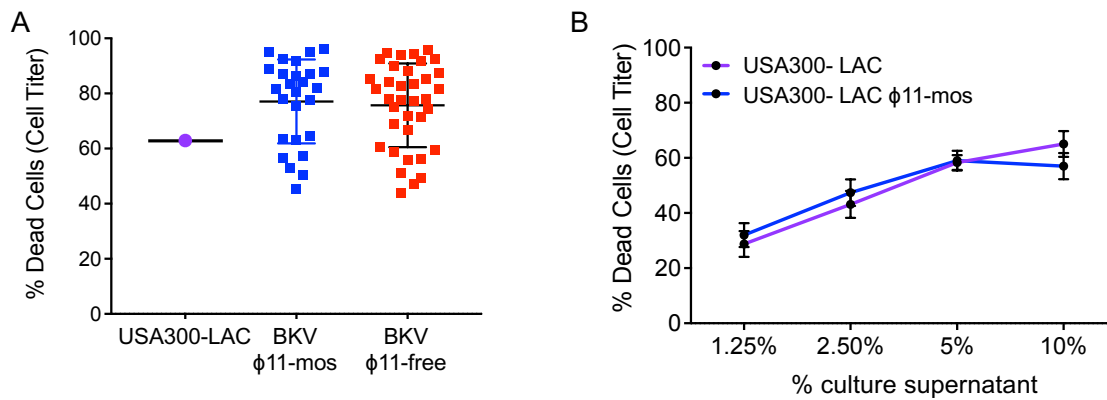 A
% Dead Cells (Cell Titer)
100
80
60
40
20
0
USA300-LAC
BKV
ϕ11-mos
BKV
ϕ11-free
B
% Dead Cells (Cell Titer)
100
80
60
40
20
0
USA300- LAC
USA300- LAC ϕ11-mos
1.25%
2.50%
5%
10%
% culture supernatant